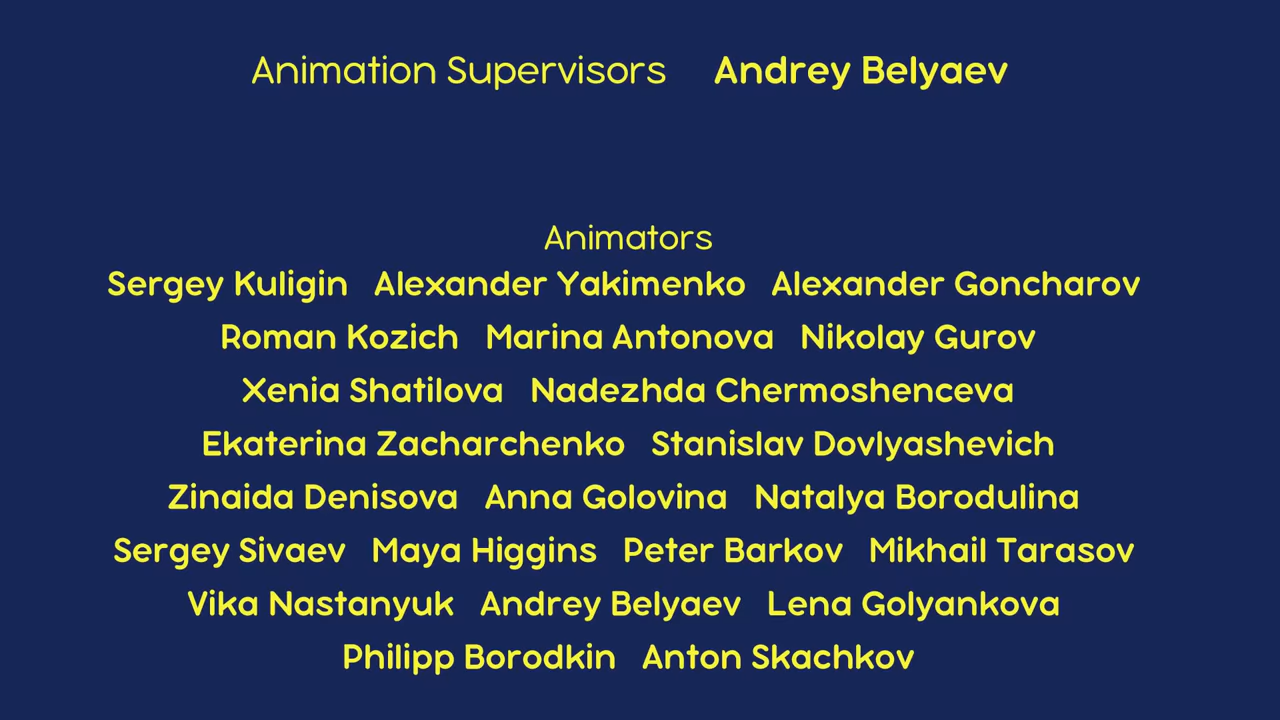 Animation Supervisors Andrey Belyaev
Animators
Sergey Kuligin Alexander Yakimenko Alexander Goncharov
Roman Kozich Marina Antonova Nikolay Gurov
Xenia Shatilova Nadezhda Chermoshenceva
Ekaterina Zacharchenko Stanislav Dovlyashevich
Zinaida Denisova Anna Golovina Natalya Borodulina
Sergey Sivaev Maya Higgins Peter Barkov Mikhail Tarasov
Vika Nastanyuk Andrey Belyaev Lena Golyankova
Philipp Borodkin Anton Skachkov